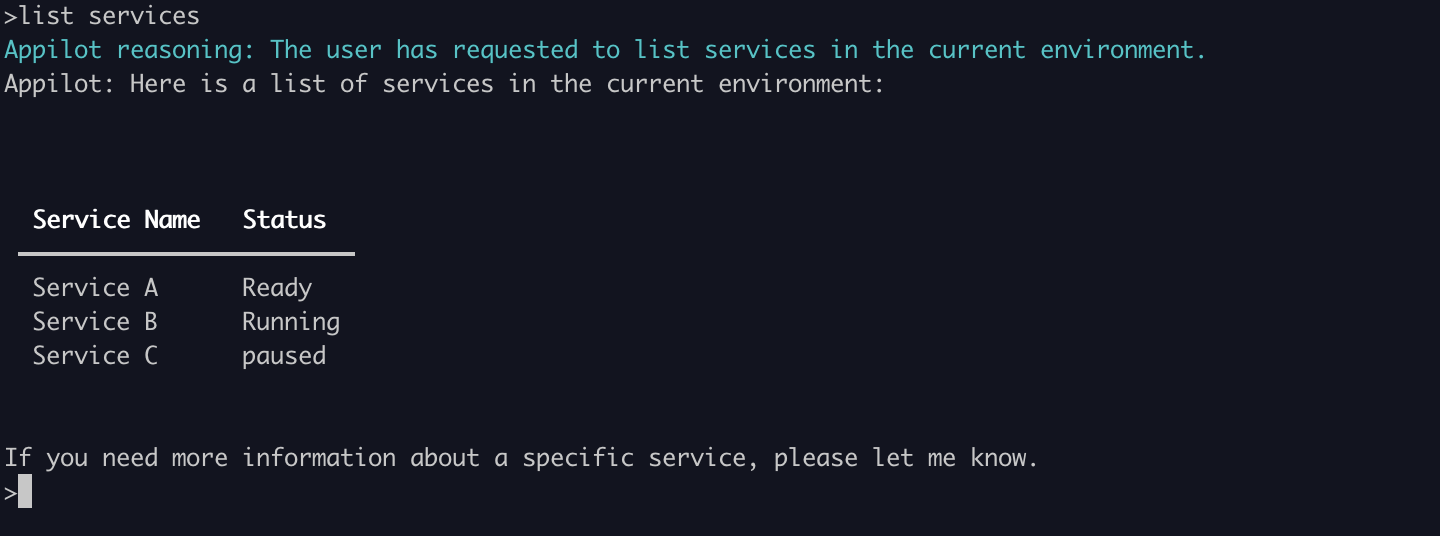 >list services
Appilot reasoning: The user has requested to list services in the current environment.
Appilot: Here is a list of services in the current environment:
Service Name Status
Service A Ready
Service B Running
Service C paused
If you need more information about a specific service, please let me know.
>